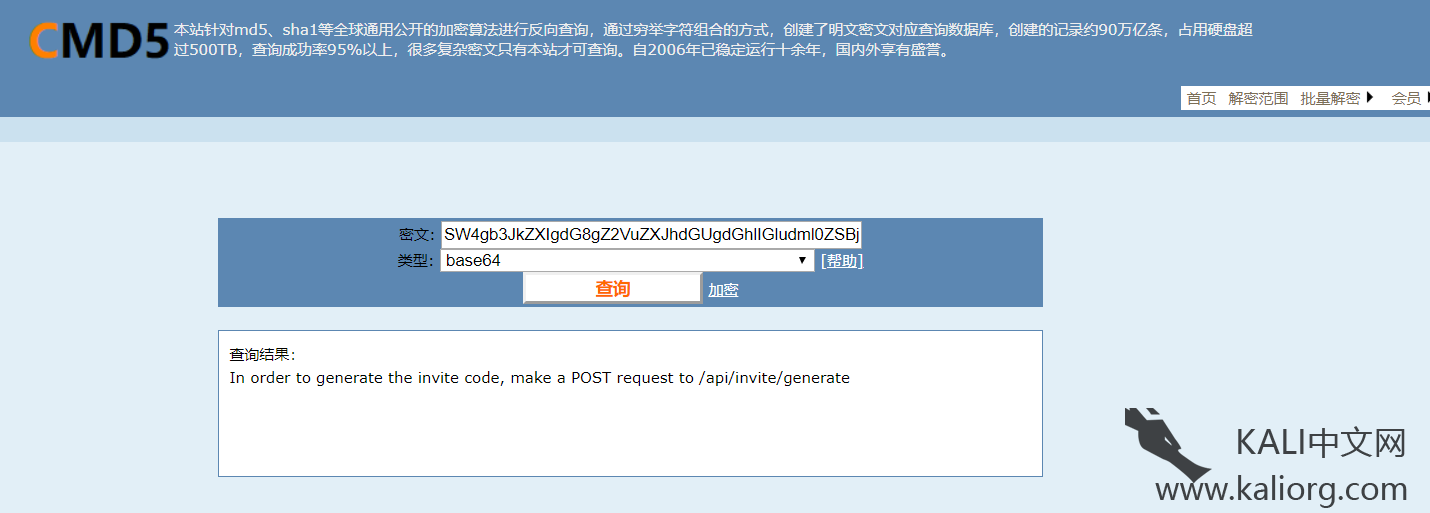 CMD5
本站针对md5、sha1等全球通用公开的加密算法进行反向查询，通过穷举字符组合的方式，创建了明文密文对应查询数据库，创建的记录约90万亿条，占用硬盘超
过500TB，查询成功率95%以上，很多复杂密文只有本站才可查询。自2006年已稳定运行十余年，国内外享有盛誉。
首页 解密范围 批量解密 会员
密文: SW4gb3JkZXIgdG8gZ2VuZXJhdGUgdGhlIGludml0ZSBj
类型: base64 [帮助]
查询 加密
查询结果:
In order to generate the invite code, make a POST request to /api/invite/generate
KALI中文网
www.kaliorg.com